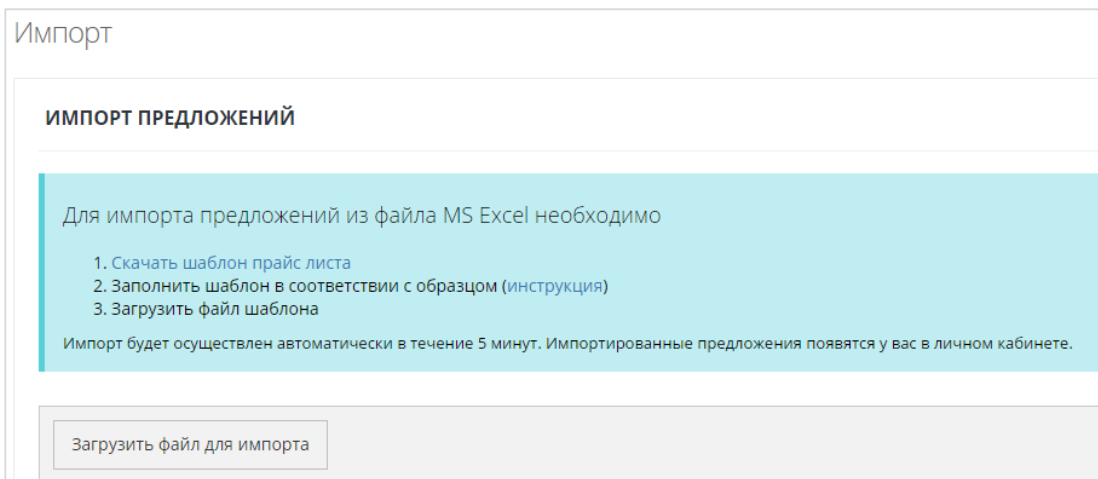 Импорт
ИМПОРТ ПРЕДЛОЖЕНИЙ
Для импорта предложений из файла MS Excel необходимо
1. Скачать шаблон прайс листа
2. Заполнить шаблон в соответствии с образцом (инструкция)
3. Загрузить файл шаблона
Импорт будет осуществлен автоматически в течение 5 минут. Импортированные предложения появятся у вас в личном кабинете.
Загрузить файл для импорта